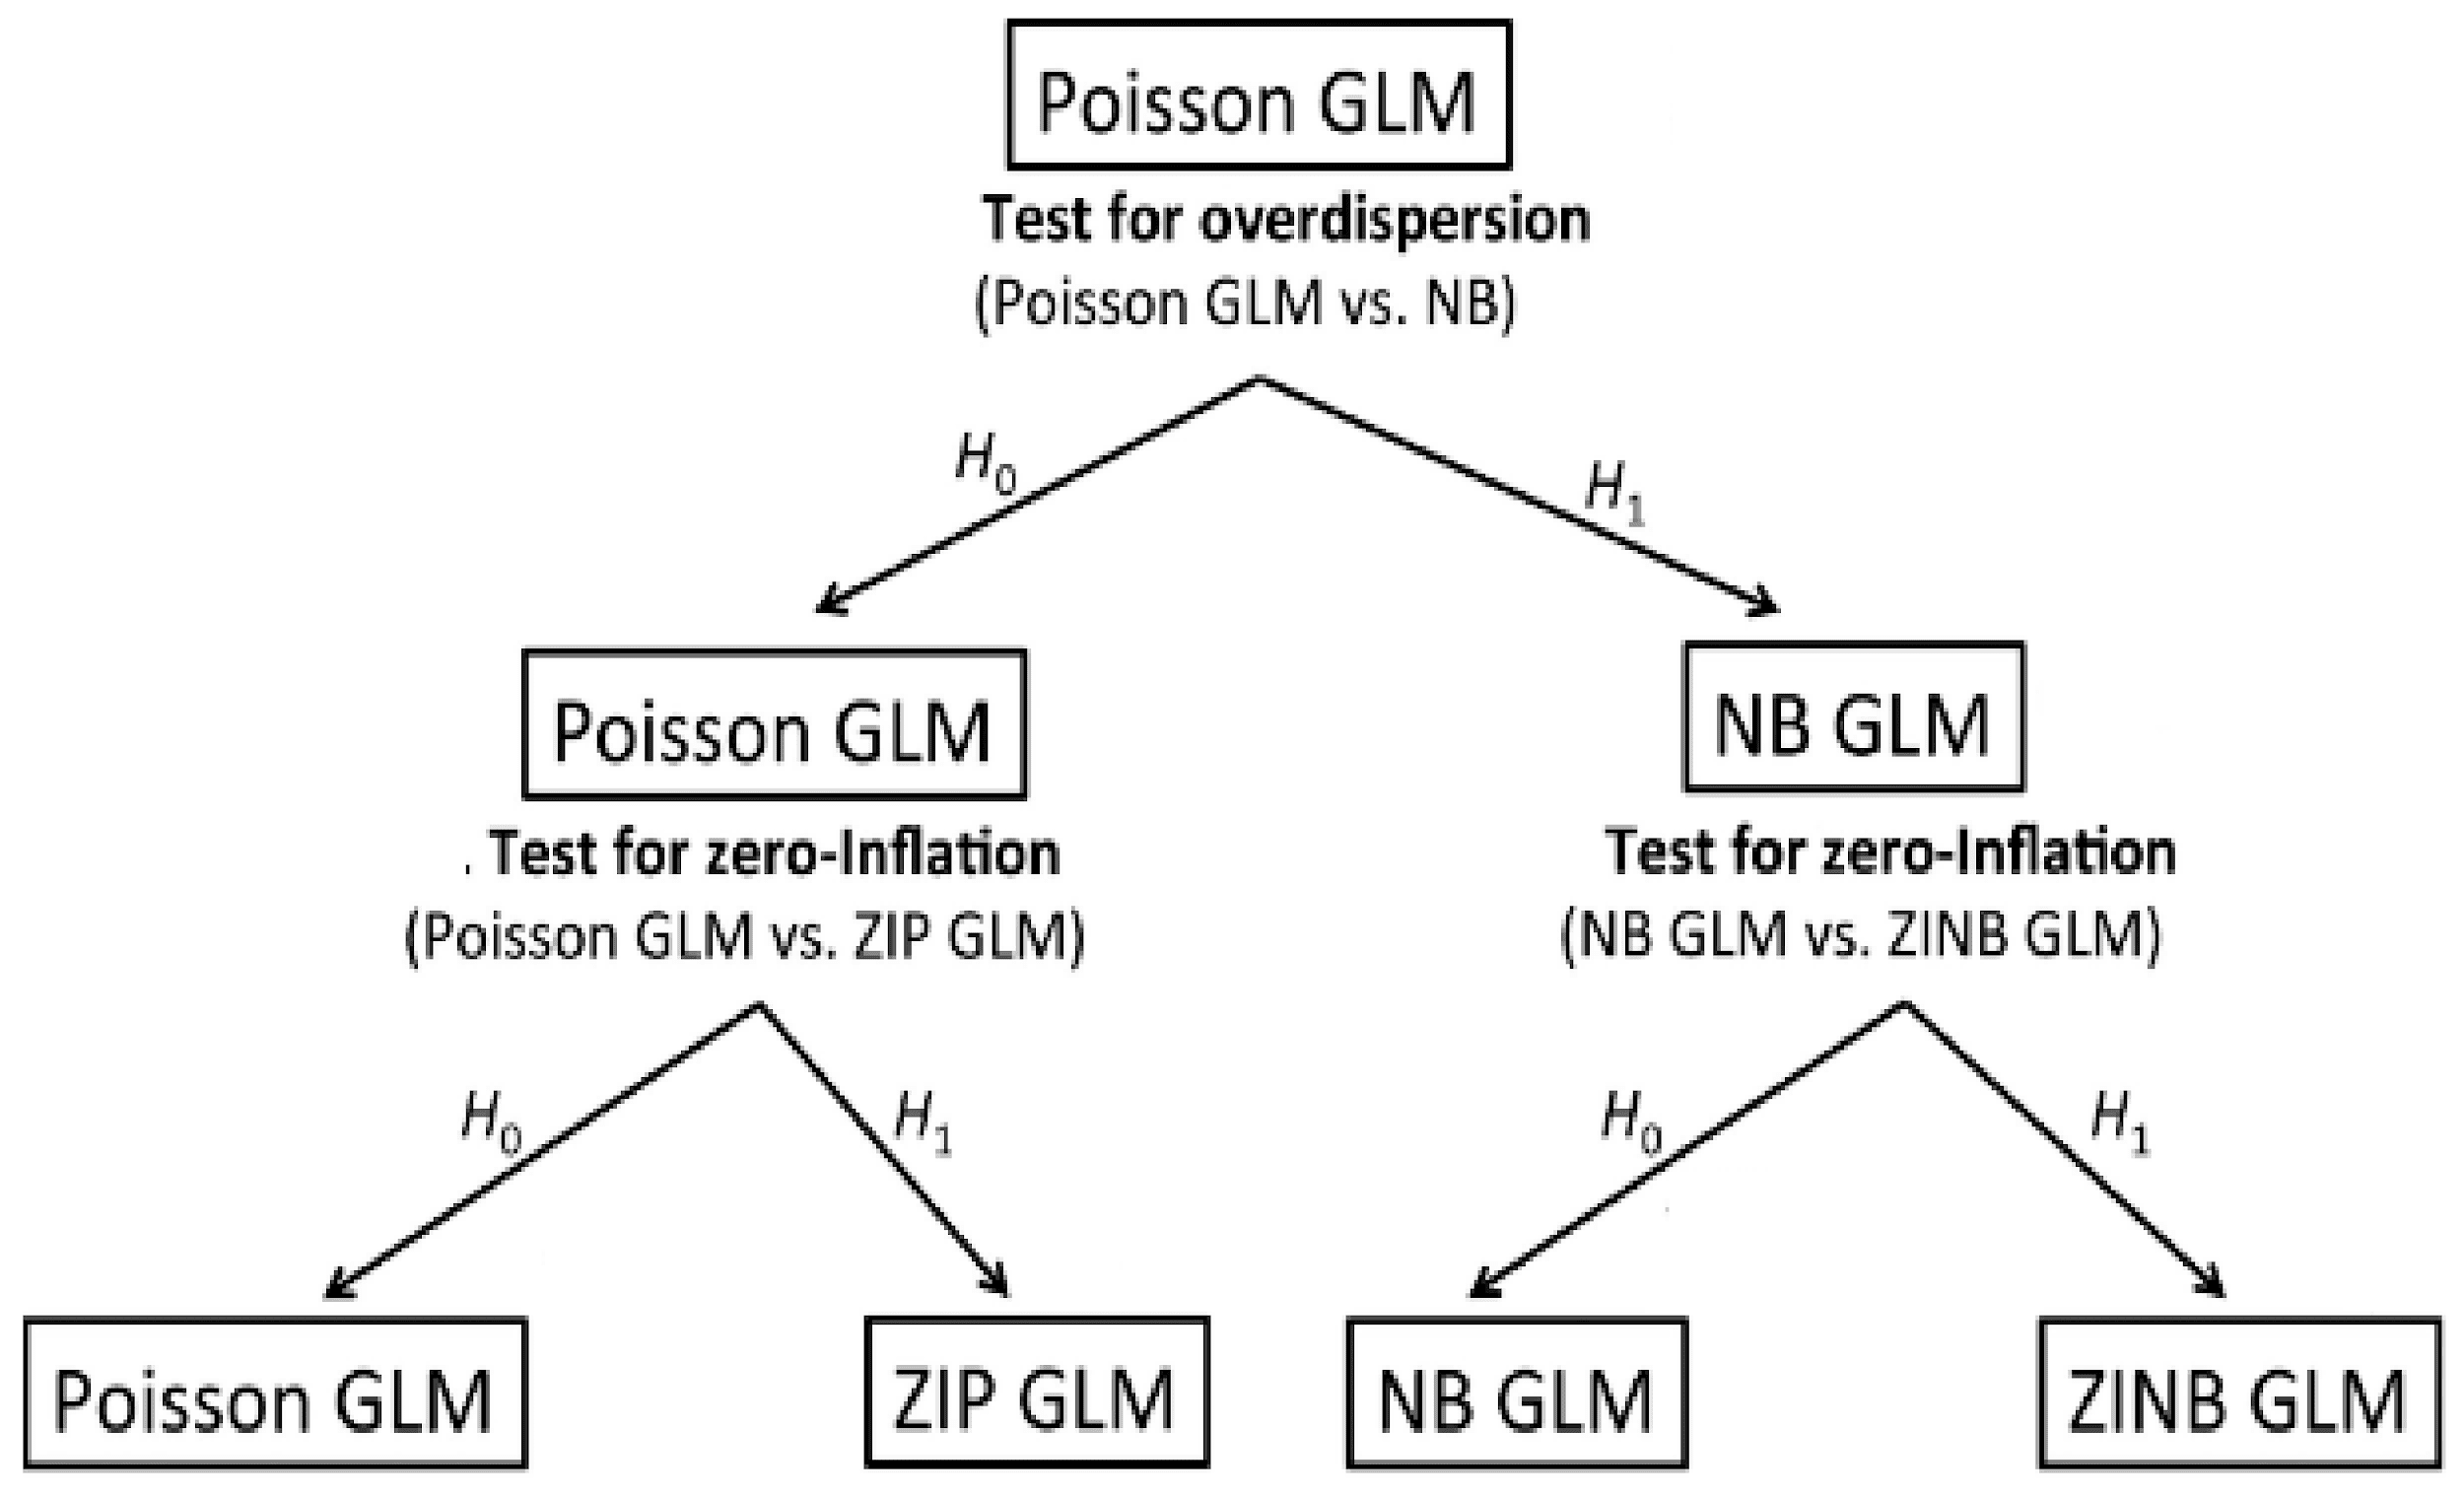 Poisson GLM
Test for overdispersion
(Poisson GLM vs. NB)
H0
H1
Poisson GLM
NB GLM
. Test for zero-Inflation
Test for zero-Inflation
(Poisson GLM vs. ZIP GLM)
(NB GLM vs. ZINB GLM)
H0
H1
H0
H1
Poisson GLM
ZIP GLM
NB GLM
ZINB GLM